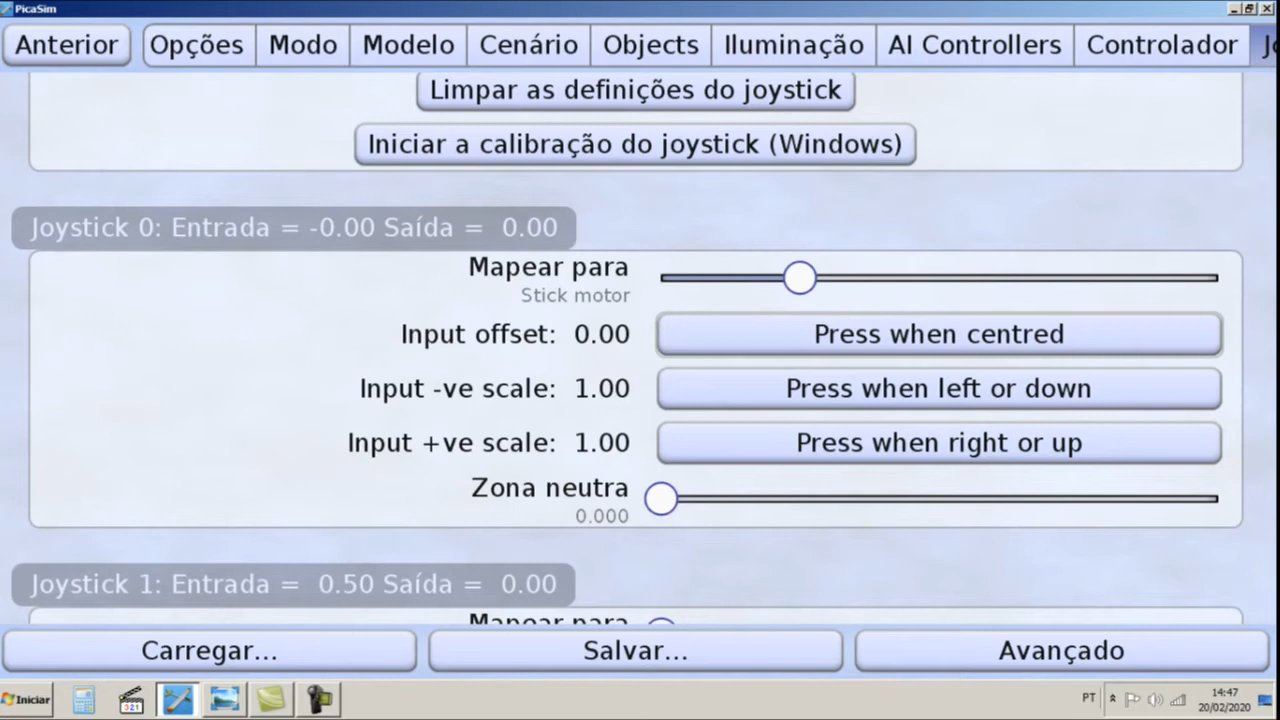 PicaSim
Anterior Opções Modo Modelo Cenário Objects Iluminação AI Controllers Controlador
Limpar as definições do joystick
Iniciar a calibração do joystick (Windows)
Joystick 0: Entrada = -0.00 Saída = 0.00
Mapear para
Stick motor
Input offset: 0.00 Press when centred
Input -ve scale: 1.00 Press when left or down
Input +ve scale: 1.00 Press when right or up
Zona neutra
0.000
Joystick 1: Entrada = 0.50 Saída = 0.00
Mapear para
Carregar... Salvar... Avançado
Iniciar 321 PT 14:47
20/02/2020